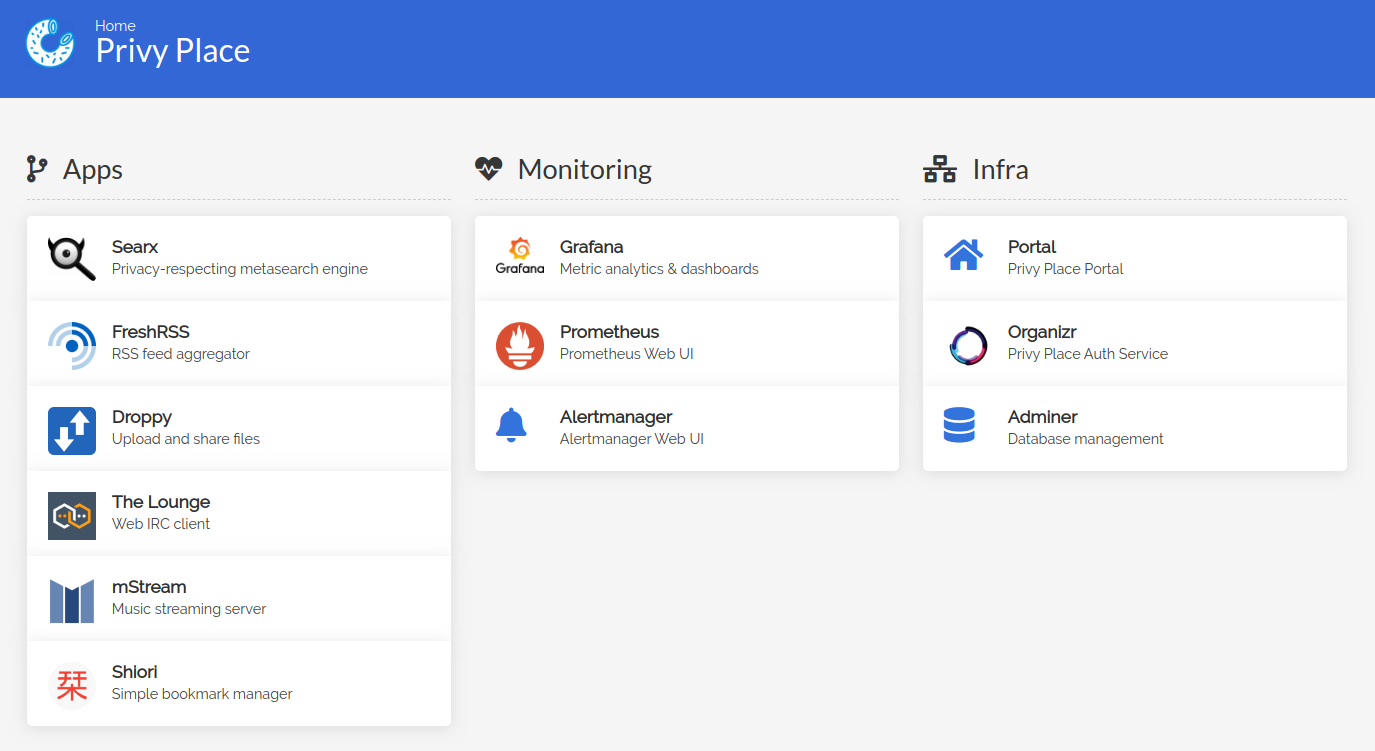 Home
Privy Place
Apps
Searx
Privacy-respecting metasearch engine
FreshRSS
RSS feed aggregator
Droppy
Upload and share files
The Lounge
Web IRC client
mStream
Music streaming server
栞
Shiori
Simple bookmark manager
Monitoring
Grafana
Grafana
Metric analytics & dashboards
Prometheus
Prometheus Web UI
Alertmanager
Alertmanager Web UI
Infra
Portal
Privy Place Portal
Organizr
Privy Place Auth Service
Adminer
Database management